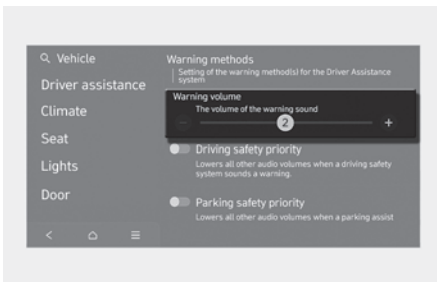 Vehicle
Driver assistance
Climate
Seat
Lights
Door
Warning methods
Setting of the warning method(s) for the Driver Assistance
system
Warning volume
The volume of the warning sound
2
Driving safety priority
Lowers all other audio volumes when a driving safety
system sounds a warning.
Parking safety priority
Lowers all other audio volumes when a parking assist